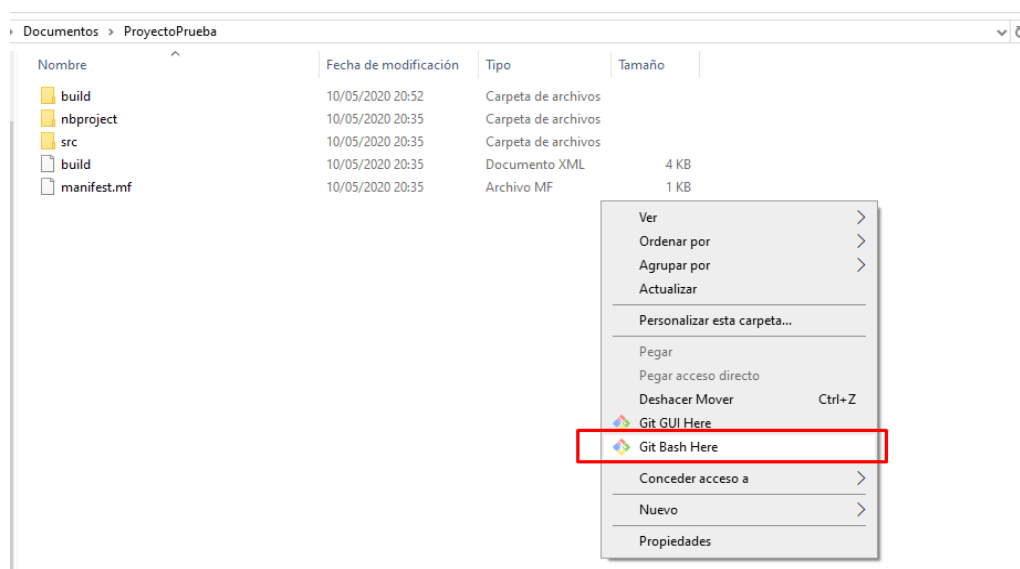 Documentos > ProyectoPrueba
Nombre Fecha de modificación Tipo Tamaño
build 10/05/2020 20:52 Carpeta de archivos
nbproject 10/05/2020 20:35 Carpeta de archivos
src 10/05/2020 20:35 Carpeta de archivos
build 10/05/2020 20:35 Documento XML 4 KB
manifest.mf 10/05/2020 20:35 Archivo MF 1 KB
Ver
Ordenar por
Agrupar por
Actualizar
Personalizar esta carpeta...
Pegar
Pegar acceso directo
Deshacer Mover Ctrl+Z
Git GUI Here
Git Bash Here
Conceder acceso a
Nuevo
Propiedades